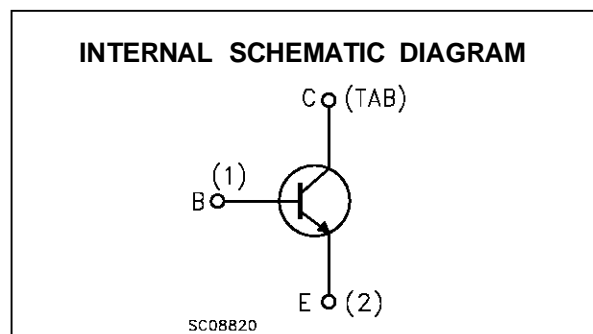 INTERNAL SCHEMATIC DIAGRAM
C (TAB)
(1)
B
E (2)
SC08820